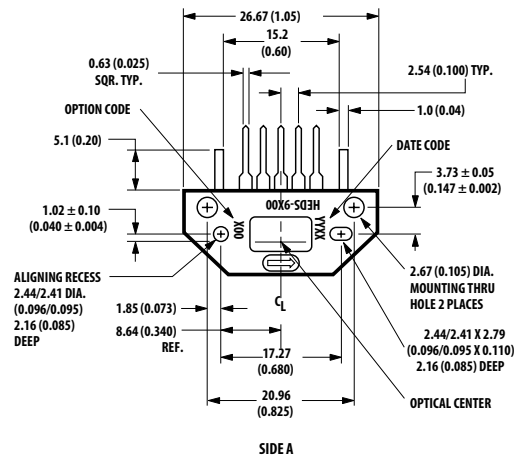 26.67 (1.05)
15.2
(0.60)
0.63 (0.025)
SQR. TYP.
2.54 (0.100) TYP.
OPTION CODE
1.0 (0.04)
5.1 (0.20)
DATE CODE
3.73 ± 0.05
(0.147 ± 0.002)
HEDS-9X00
X00
YYXX
1.02 ± 0.10
(0.040 ± 0.004)
ALIGNING RECESS
2.44/2.41 DIA.
(0.096/0.095)
2.16 (0.085)
DEEP
2.67 (0.105) DIA.
MOUNTING THRU
HOLE 2 PLACES
1.85 (0.073)
CL
8.64 (0.340)
REF.
2.44/2.41 X 2.79
(0.096/0.095 X 0.110)
2.16 (0.085) DEEP
17.27
(0.680)
20.96
(0.825)
OPTICAL CENTER
SIDE A